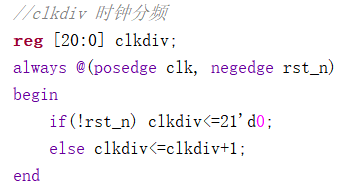 //clkdiv 时钟分频
reg [20:0] clkdiv;
always @(posedge clk, negedge rst_n)
begin
    if(!rst_n) clkdiv<=21'd0;
    else clkdiv<=clkdiv+1;
end